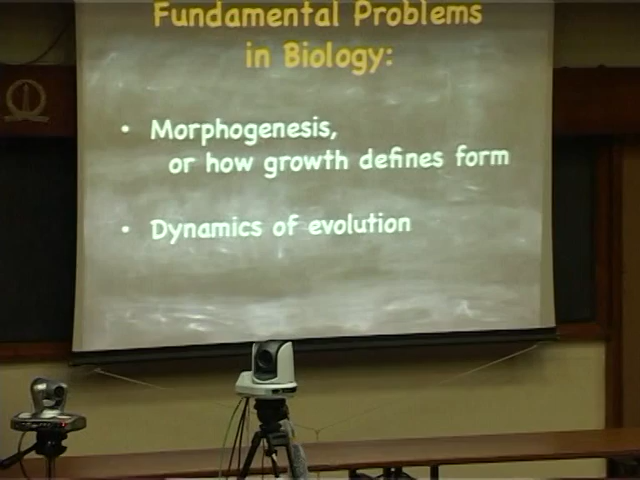 Fundamental Problems
in Biology:
• Morphogenesis,
or how growth defines form
• Dynamics of evolution